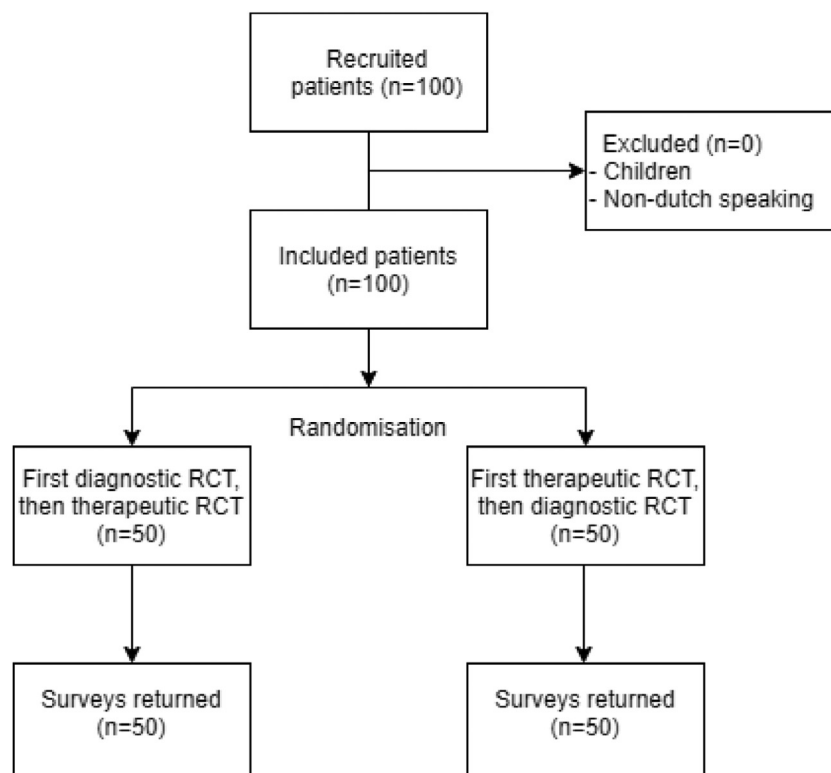 Recruited
patients (n=100)
Excluded (n=0)
- Children
- Non-dutch speaking
Included patients
(n=100)
Randomisation
First diagnostic RCT,
then therapeutic RCT
(n=50)
First therapeutic RCT,
then diagnostic RCT
(n=50)
Surveys returned
(n=50)
Surveys returned
(n=50)